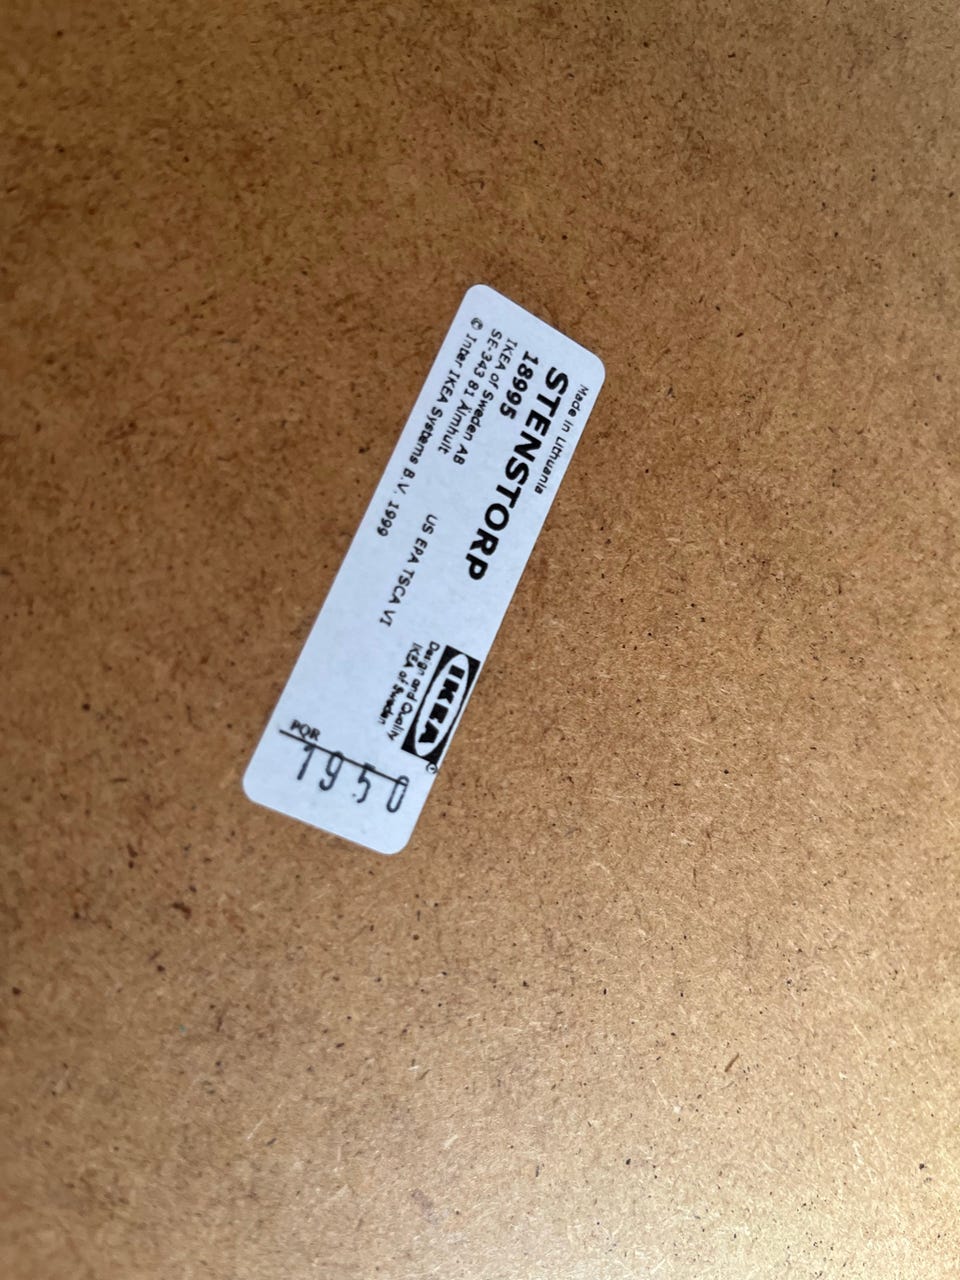 Made in Lithuania
STENSTORP
18995
IKEA of Sweden AB
SE-343 81 Älmhult
© Inter IKEA Systems B.V. 1999
US EPA TSCA VI
IKEA®
Design and Quality
IKEA of Sweden
PQR
1950